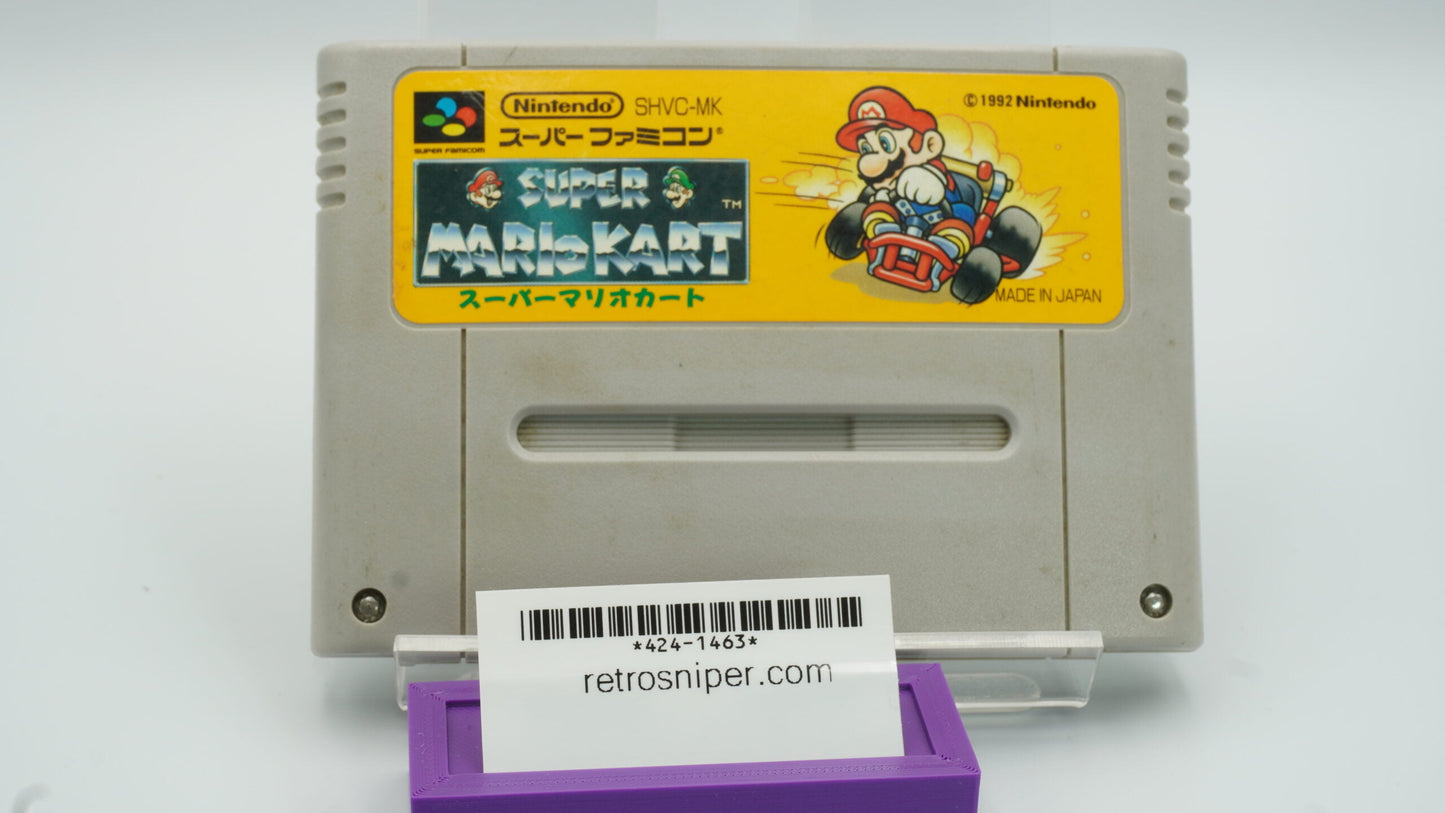 Nintendo® SHVC-MK
スーパーファミコン®
SUPER FAMICOM
©1992 Nintendo
SUPER
MARIO KART™
スーパーマリオカート
M
MADE IN JAPAN
*424-1463*
retrosniper.com